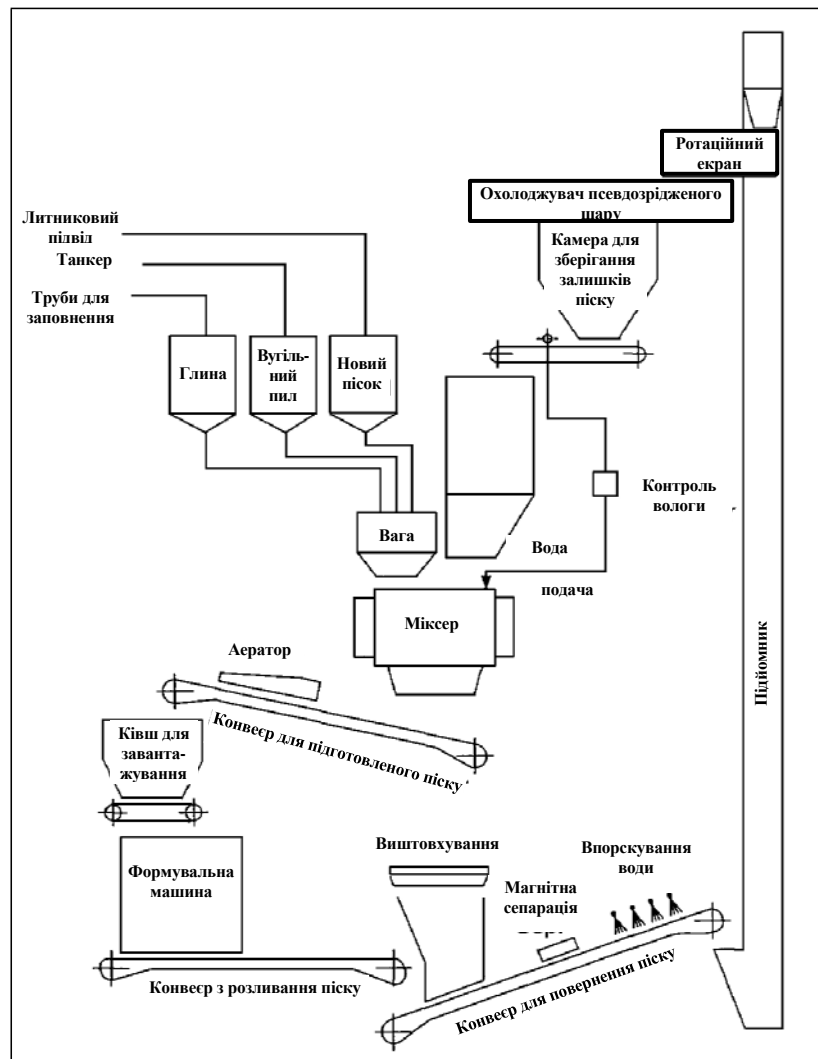 Ротаційний
екран
Охолоджувач псевдозрідженого
шару
Литниковий
підвід
Камера для
зберігання
залишків
піску
Танкер
Труби для
заповнення
Глина
Вугіль-
ний
пил
Новий
пісок
Контроль
вологи
Вага
Вода
подача
Міксер
Аератор
Підйомник
Конвеєр для підготовленого піску
Ківш для
заванта-
жування
Виштовхування
Впорскування
води
Формувальна
машина
Магнітна
сепарація
Конвеєр з розливання піску
Конвеєр для повернення піску